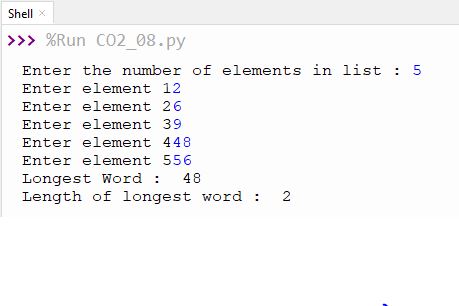 Shell ×
>>> %Run CO2_08.py
Enter the number of elements in list : 5
Enter element 12
Enter element 26
Enter element 39
Enter element 448
Enter element 556
Longest Word :  48
Length of longest word :  2